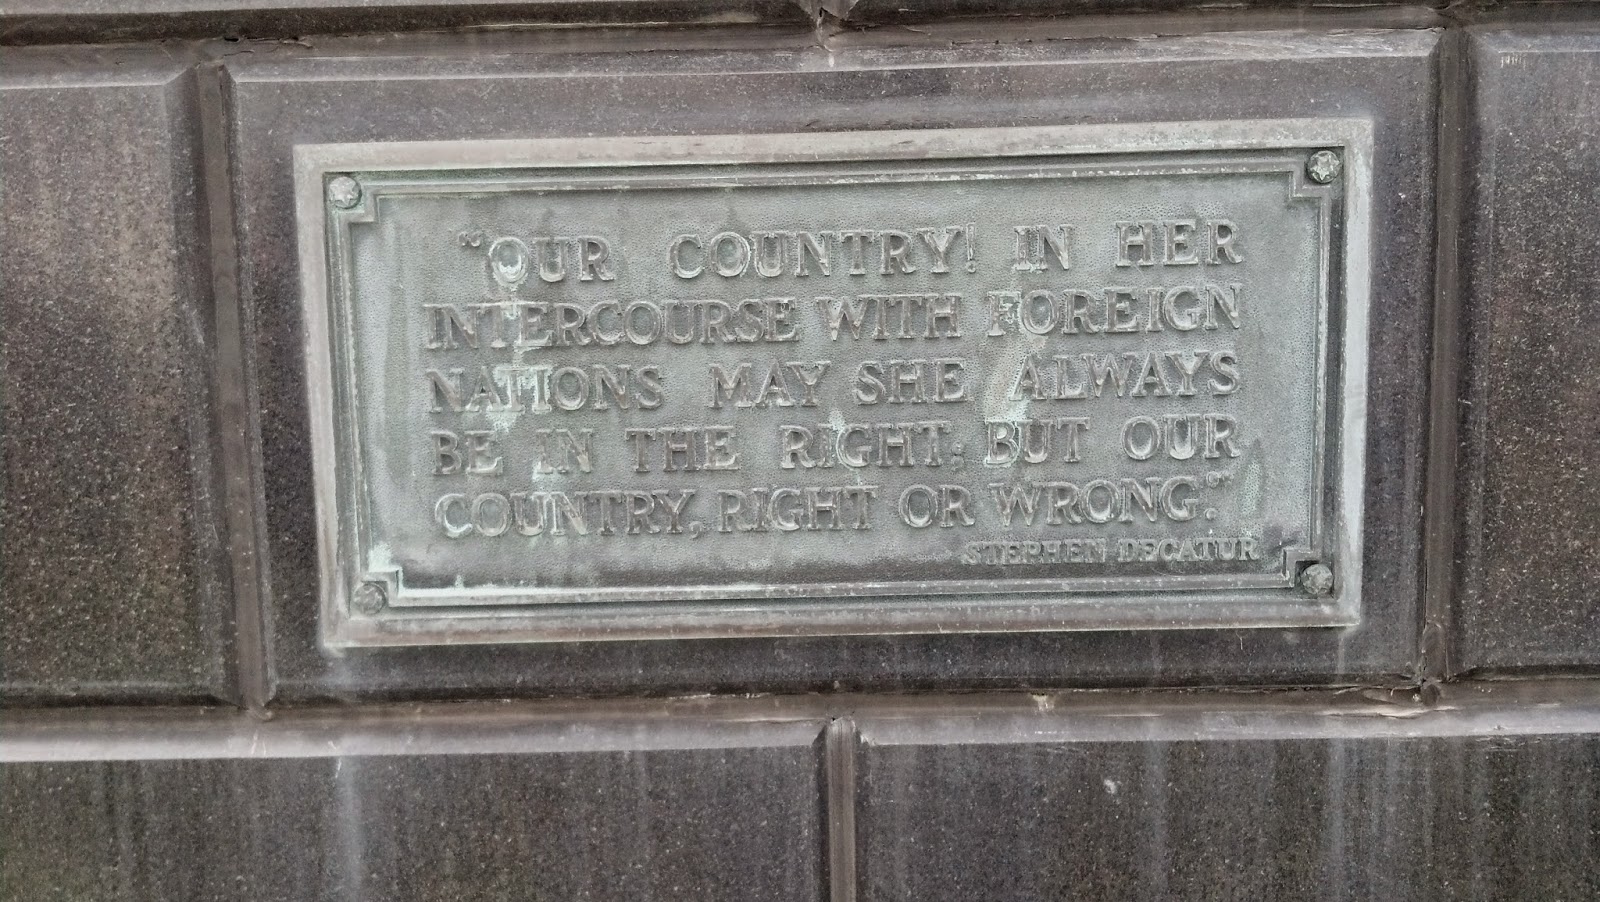 "OUR COUNTRY! IN HER
INTERCOURSE WITH FOREIGN
NATIONS MAY SHE ALWAYS
BE IN THE RIGHT; BUT OUR
COUNTRY, RIGHT OR WRONG."
STEPHEN DECATUR